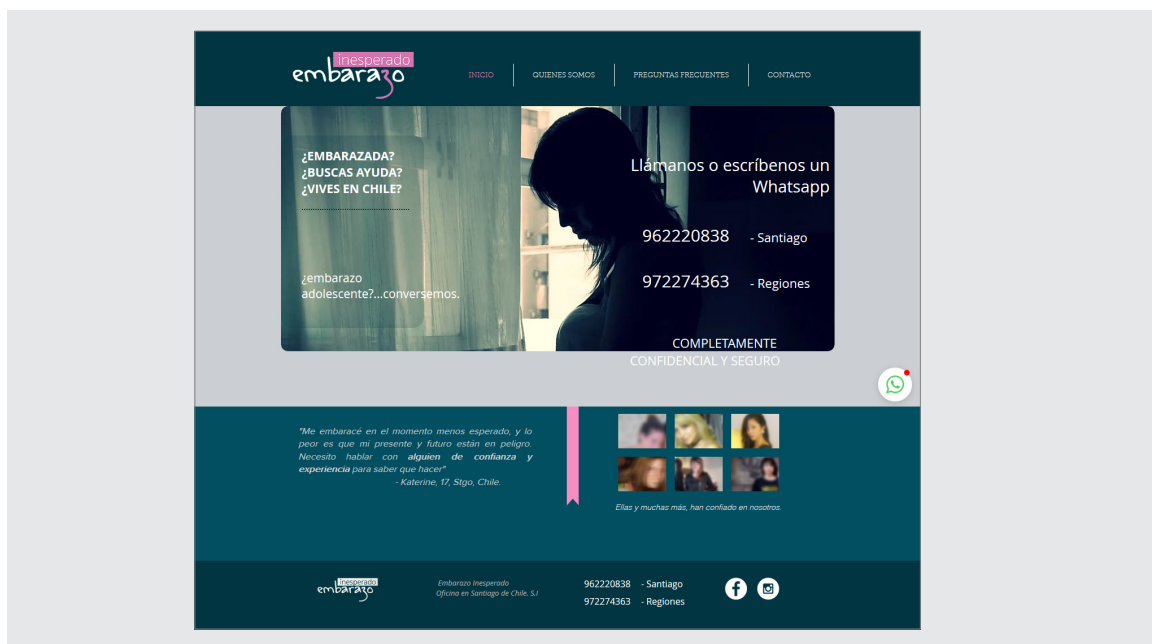 inesperado
embarazo
INICIO
QUIENES SOMOS
PREGUNTAS FRECUENTES
CONTACTO
¿EMBARAZADA?
¿BUSCAS AYUDA?
¿VIVES EN CHILE?
¿embarazo
adolescente?...conversemos.
Llámanos o escríbenos un
Whatsapp
962220838 - Santiago
972274363 - Regiones
COMPLETAMENTE
CONFIDENCIAL Y SEGURO
"Me embaracé en el momento menos esperado, y lo
peor es que mi presente y futuro están en peligro.
Necesito hablar con alguien de confianza y
experiencia para saber que hacer"
- Katerine, 17, Stgo, Chile.
Ellas y muchas más, han confiado en nosotros.
inesperado
embarazo
Embarazo Inesperado
Oficina en Santiago de Chile. S.I
962220838 - Santiago
972274363 - Regiones